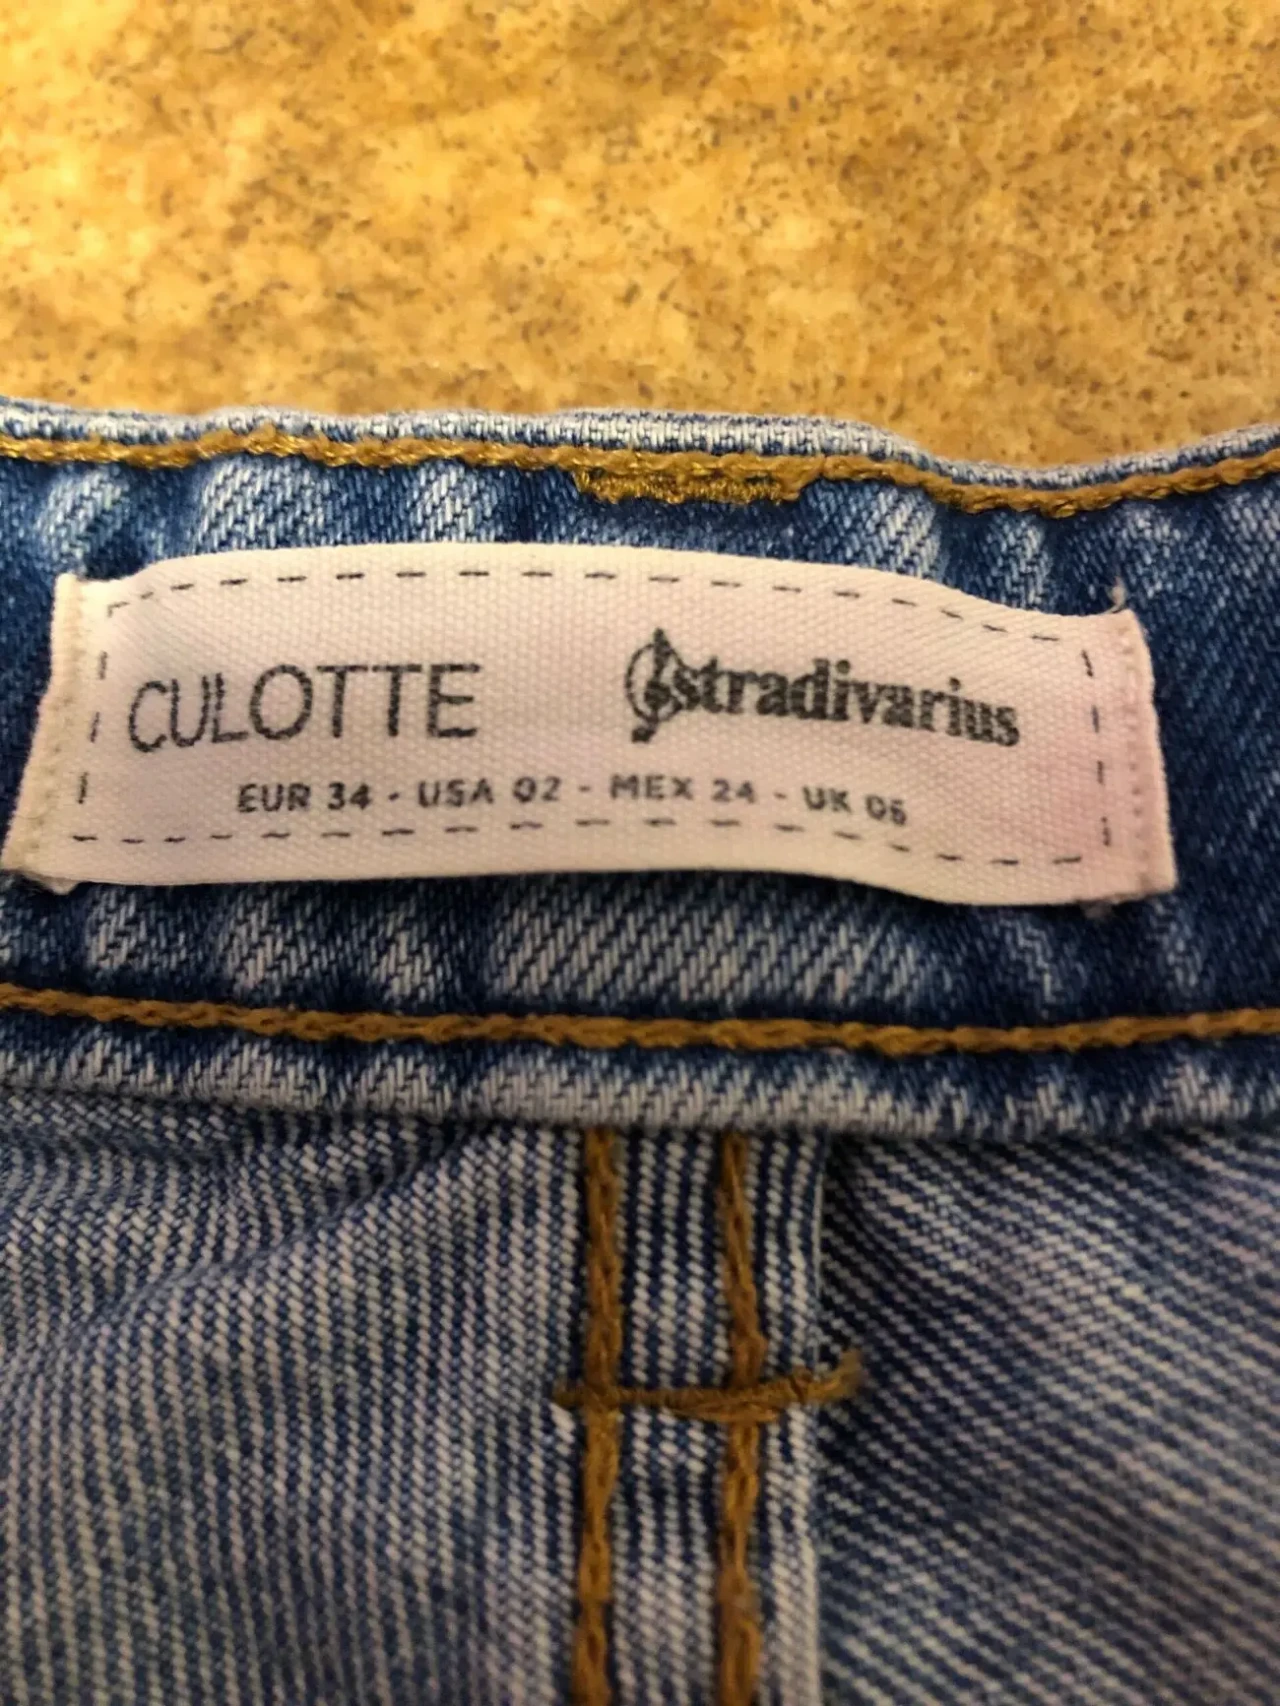 CULOTTE stradivarius
EUR 34 - USA 02 - MEX 24 - UK 06